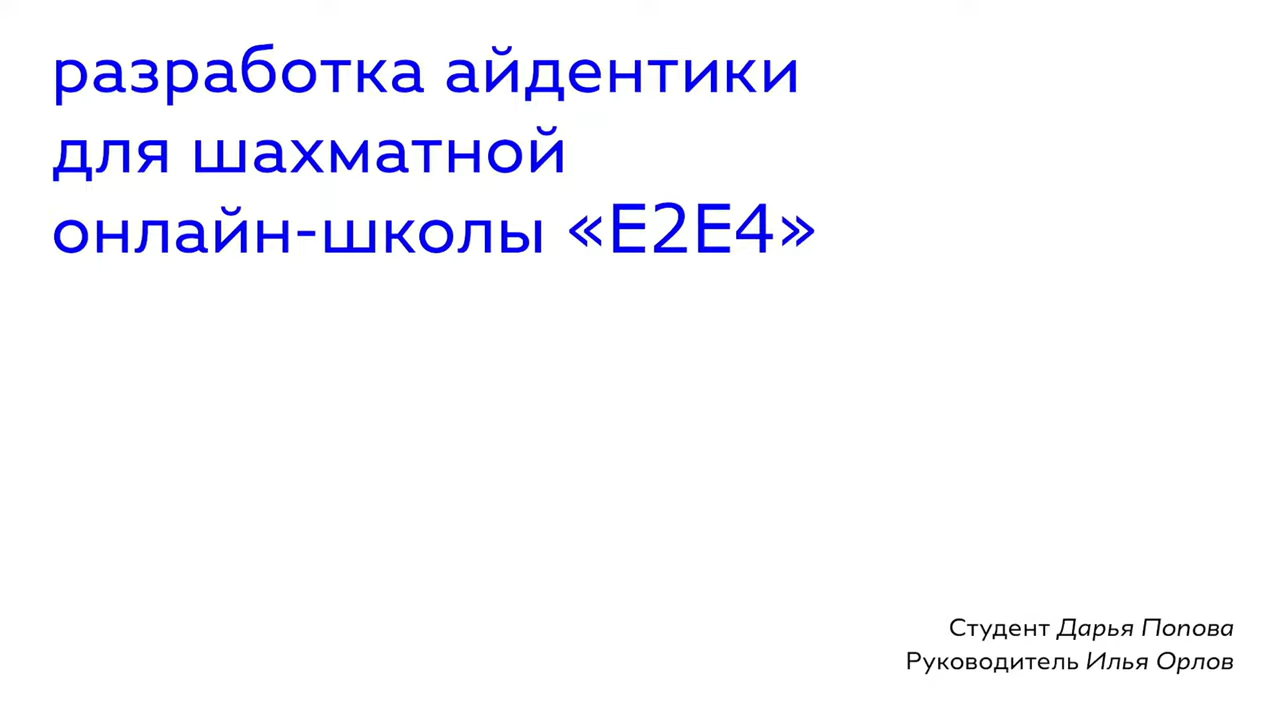 разработка айдентики
для шахматной
онлайн-школы «E2E4»
Студент Дарья Попова
Руководитель Илья Орлов